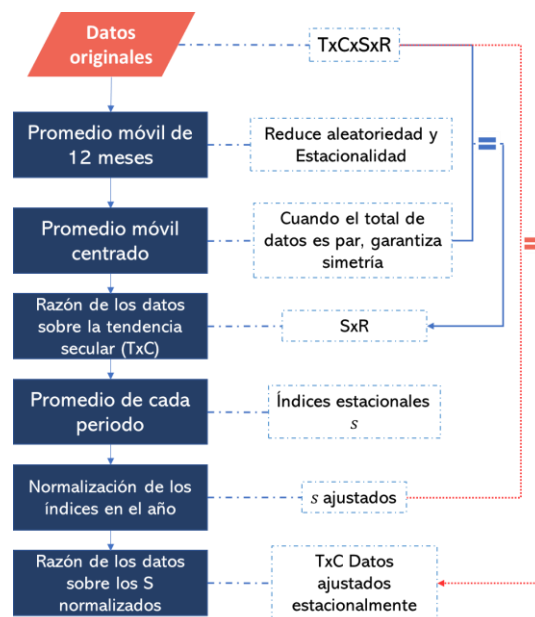 Datos
originales
TxCxSxR
Promedio móvil de
12 meses
Reduce aleatoriedad y
Estacionalidad
Promedio móvil
centrado
Cuando el total de
datos es par, garantiza
simetría
Razón de los datos
sobre la tendencia
secular (TxC)
SxR
Promedio de cada
periodo
Índices estacionales
s
Normalización de los
índices en el año
s ajustados
Razón de los datos
sobre los S
normalizados
TxC Datos
ajustados
estacionalmente